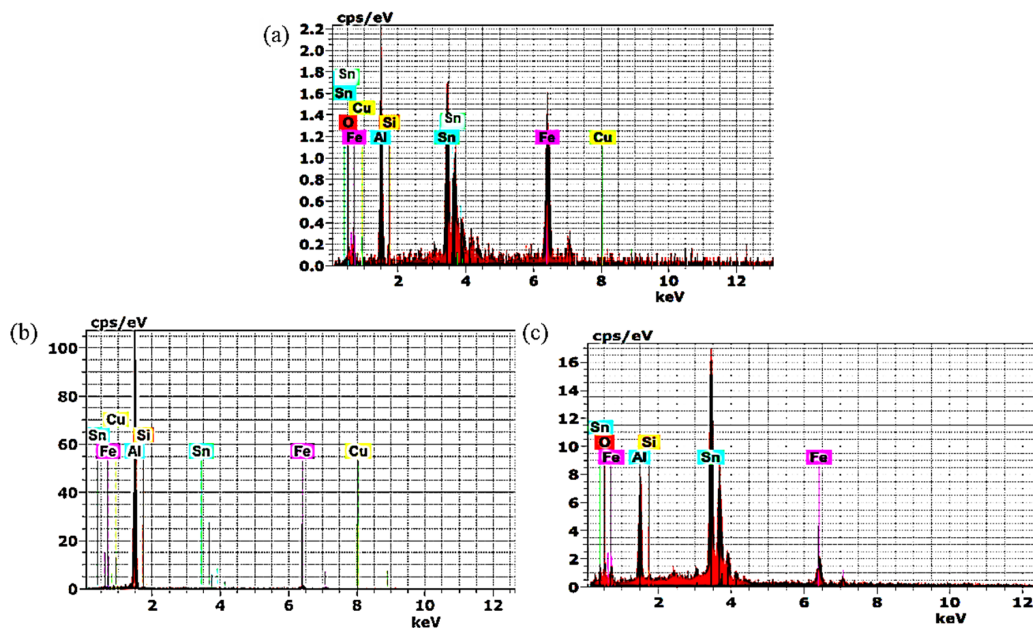 (a)
cps/eV
2.2
2.0
1.8
1.6
1.4
1.2
1.0
0.8
0.6
0.4
0.2
0.0
Sn
Sn
Cu
O
Si
Sn
Fe
Al
Sn
Fe
Cu
2 4 6 8 10 12
keV
(b)
cps/eV
100
80
60
40
20
0
Cu
Sn
Si
Fe
Al
Sn
Fe
Cu
2 4 6 8 10 12
keV
(c)
cps/eV
16
14
12
10
8
6
4
2
0
Sn
O
Si
Fe
Al
Sn
Fe
2 4 6 8 10 12
keV